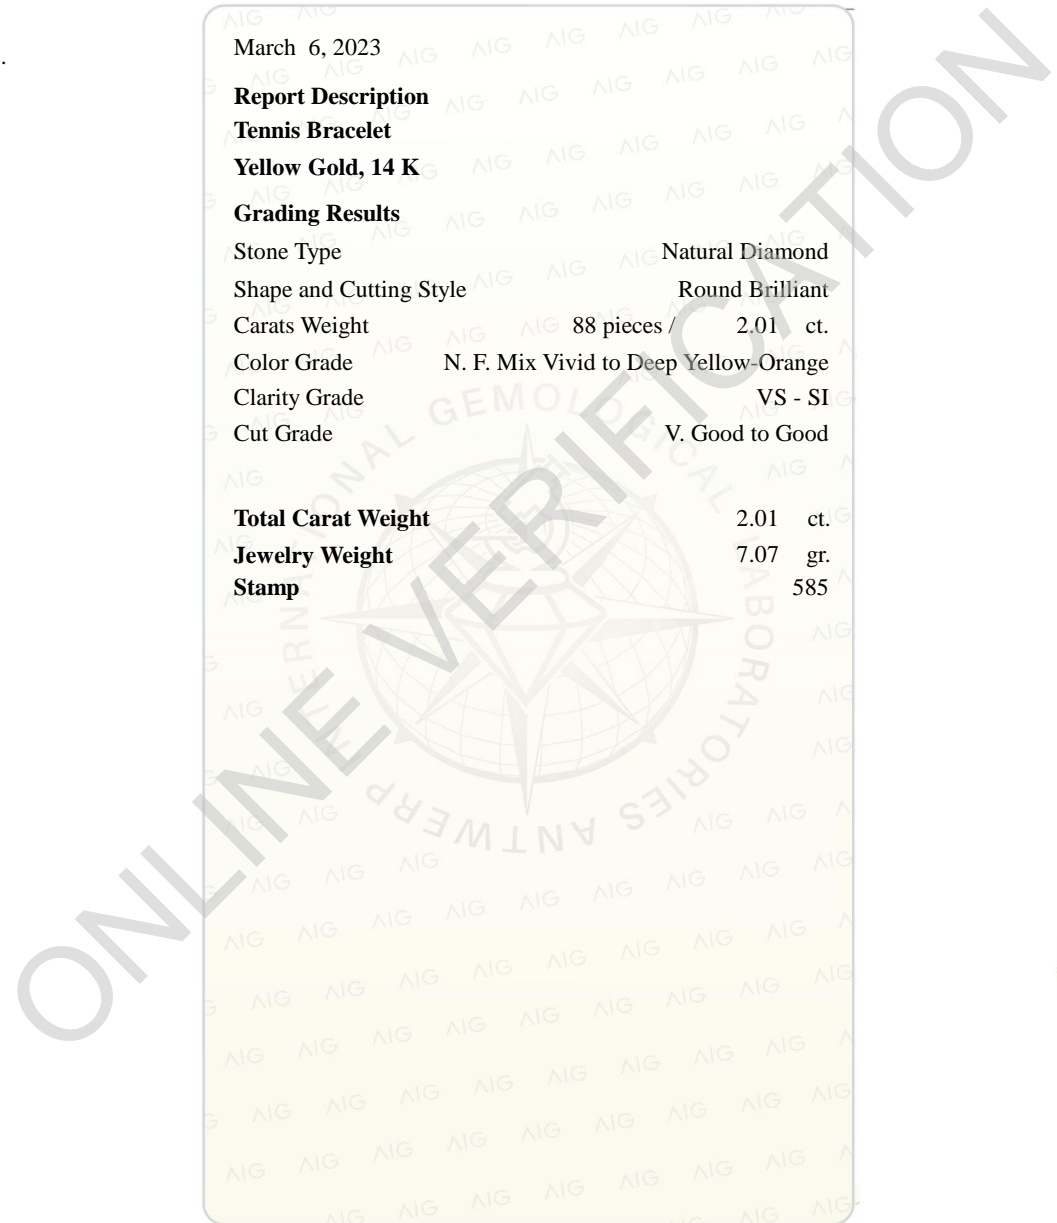 March 6, 2023
Report Description
Tennis Bracelet
Yellow Gold, 14 K
Grading Results
Stone Type Natural Diamond
Shape and Cutting Style Round Brilliant
Carats Weight 88 pieces / 2.01 ct.
Color Grade N. F. Mix Vivid to Deep Yellow-Orange
Clarity Grade VS - SI
Cut Grade V. Good to Good
Total Carat Weight 2.01 ct.
Jewelry Weight 7.07 gr.
Stamp 585
ONLINE VERIFICATION
ANTWERP INTERNATIONAL GEMOLOGICAL LABORATORIES
AIG